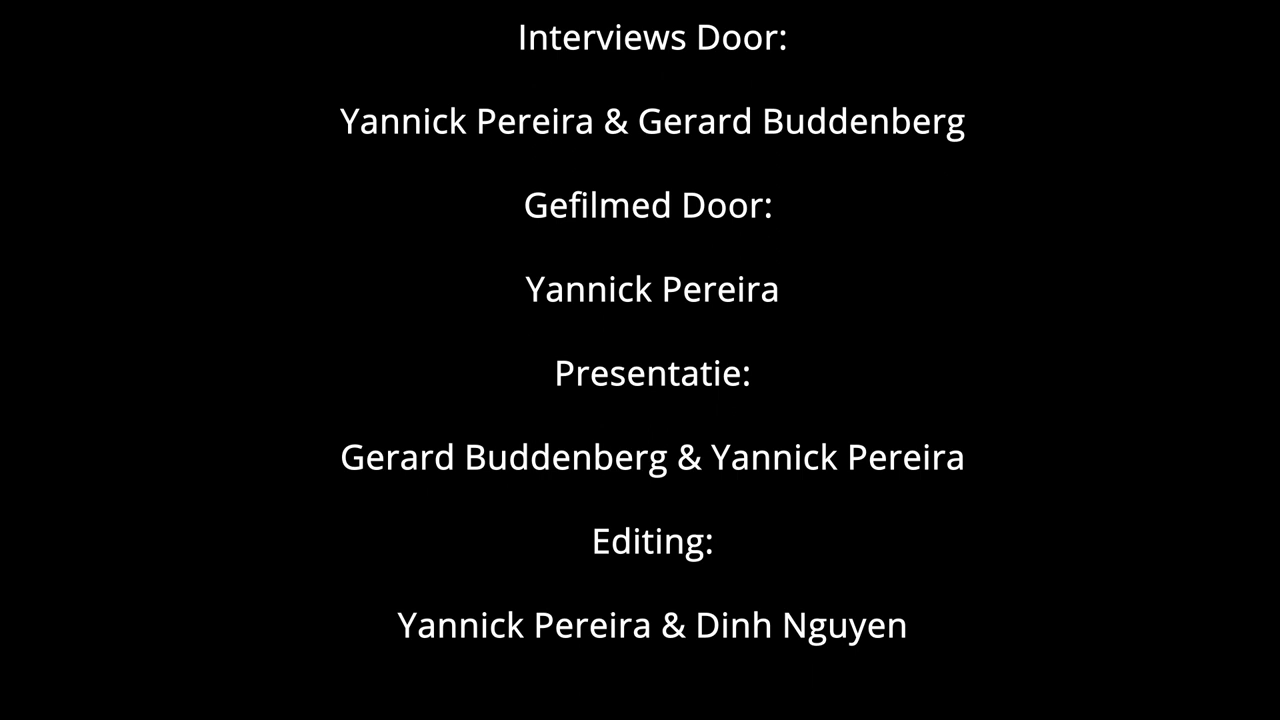 Interviews Door:
Yannick Pereira & Gerard Buddenberg
Gefilmed Door:
Yannick Pereira
Presentatie:
Gerard Buddenberg & Yannick Pereira
Editing:
Yannick Pereira & Dinh Nguyen